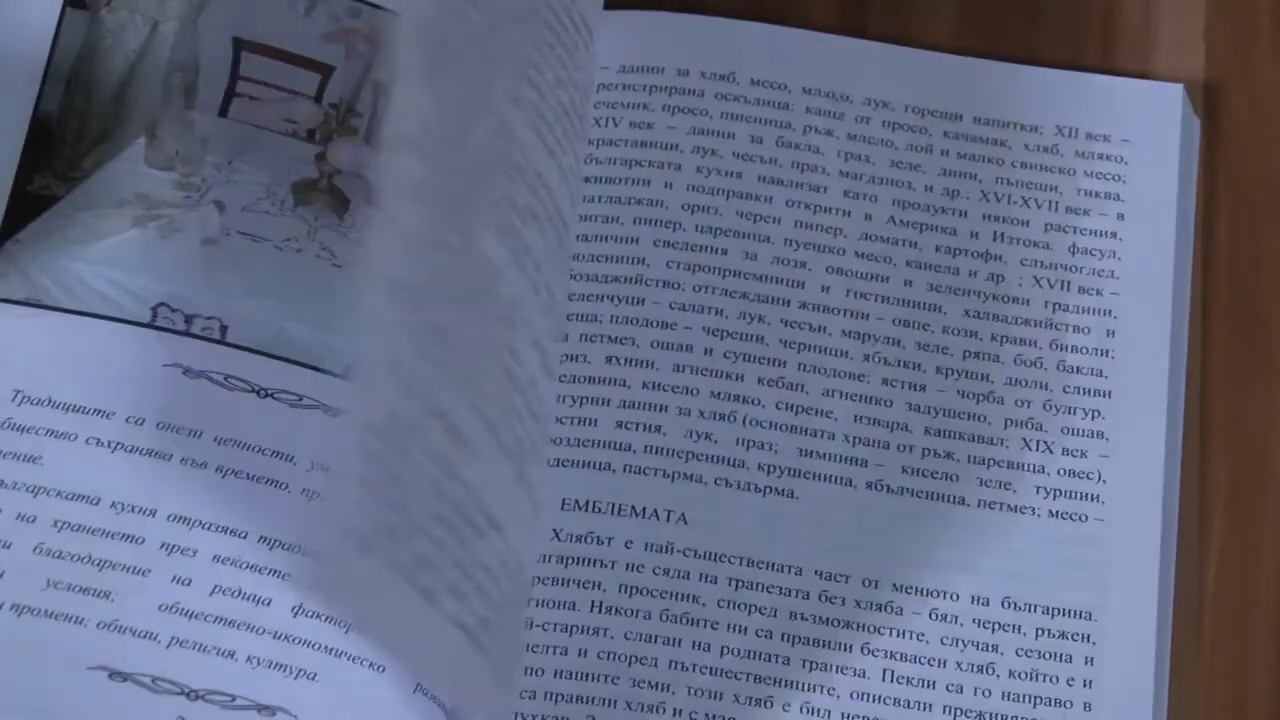 Традициите са онези ценности,
общество съхранява във времето,
българската кухня отразява
на храненето през вековете
благодарение на редица
условия; обществено-икономическо
промени; обичаи, религия, култура.
– данни за хляб, месо, мляко, лук, горещи напитки; XII век –
регистрирана оскъдица: каша от просо, качамак, хляб, мляко,
ечемик, просо, пшеница, ръж, масло, лой и малко свинско месо;
XIV век – данни за бакла, грах, зеле, дини, пъпеши, тиква,
краставици, лук, чесън, праз, магданоз, и др.; XVI-XVII век – в
българската кухня навлизат като продукти някои растения,
животни и подправки открити в Америка и Изтока: фасул,
патладжан, ориз, черен пипер, домати, картофи, слънчоглед,
риган, пипер, царевица, пуешко месо, канела и др. ; XVII век –
налични сведения за лозя, овощни и зеленчукови градини,
воденици, староприемници и гостилници, халваджийство и
бозаджийство; отглеждани животни – овце, кози, крави, биволи;
зеленчуци – салати, лук, чесън, марули, зеле, ряпа, боб, бакла,
леща; плодове – череши, черници, ябълки, круши, дюли, сливи
и петмез, ошав и сушени плодове; ястия – чорба от булгур,
ориз, яхнии, агнешки кебап, агнешко задушено, риба, ошав,
медовина, кисело мляко, сирене, извара, кашкавал; XIX век –
данни за хляб (основната храна от ръж, царевица, овес),
ястия, лук, праз; зимнина – кисело зеле, туршии,
пипереница, крушеница, ябълченица, петмез; месо –
пастърма, създърма.
ЕМБЛЕМАТА
Хлябът е най-съществената част от менюто на българина.
Българинът не сяда на трапезата без хляба – бял, черен, ръжен,
царевичен, просеник, според възможностите, случая, сезона и
региона. Някога бабите ни са правили безквасен хляб, който е и
най-старият, слаган на родната трапеза. Пекли са го направо в
и според пътешествениците, описвали
по нашите земи, този хляб е бил
са правили хляб и с